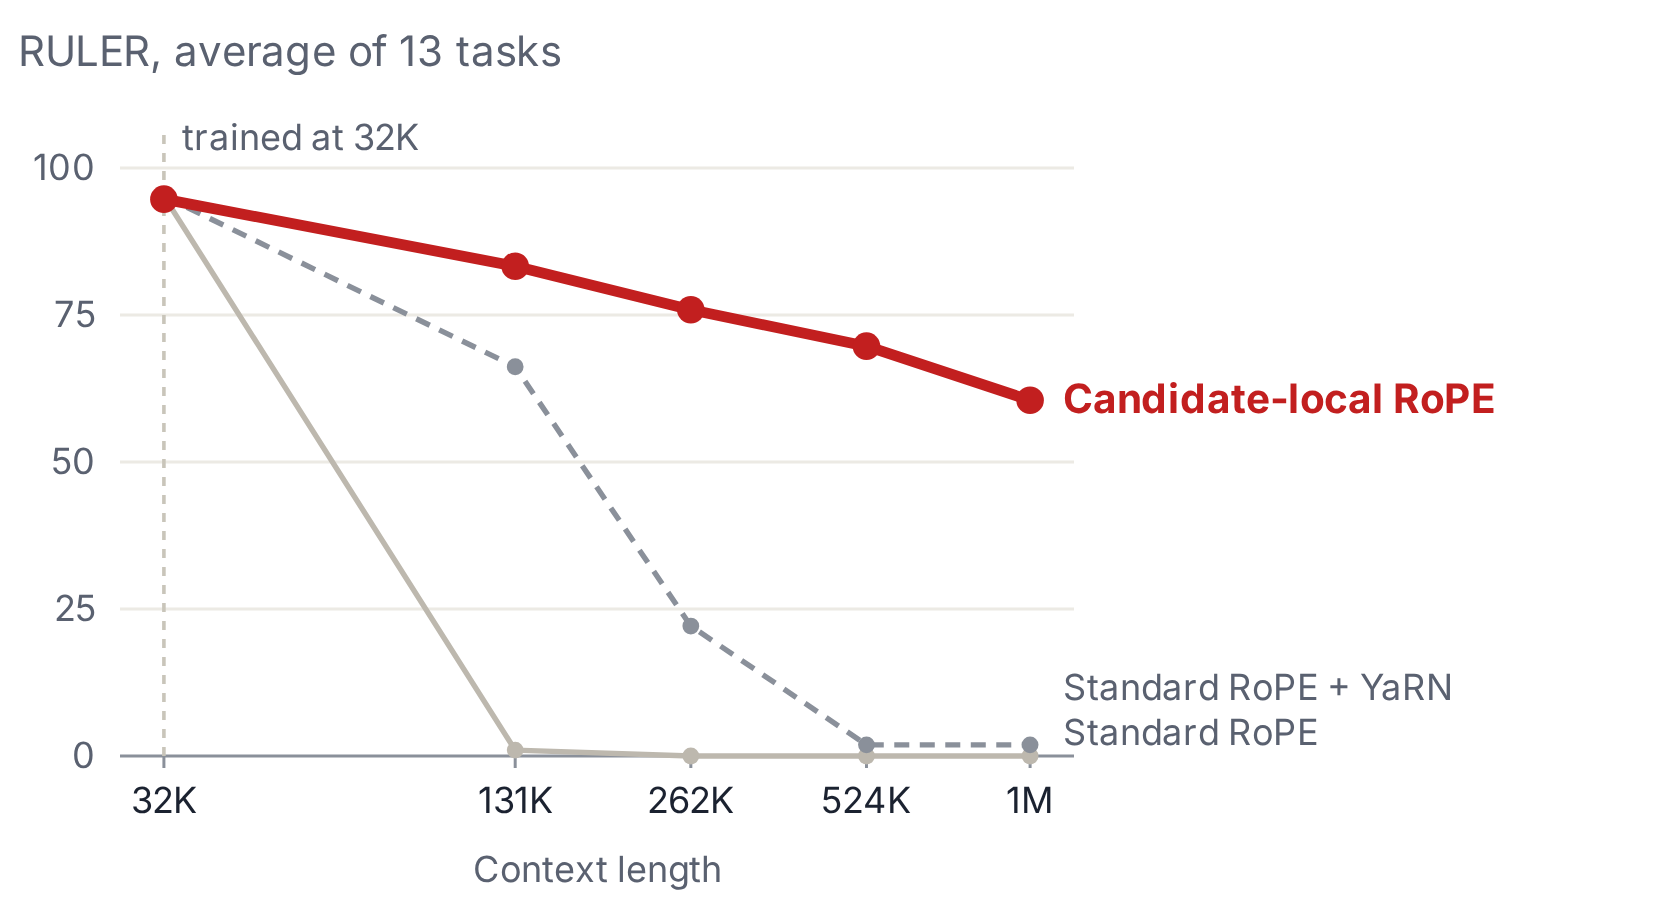 RULER, average of 13 tasks
trained at 32K
100
75
50
25
0
Candidate-local RoPE
Standard RoPE + YaRN
Standard RoPE
32K
131K
262K
524K
1M
Context length